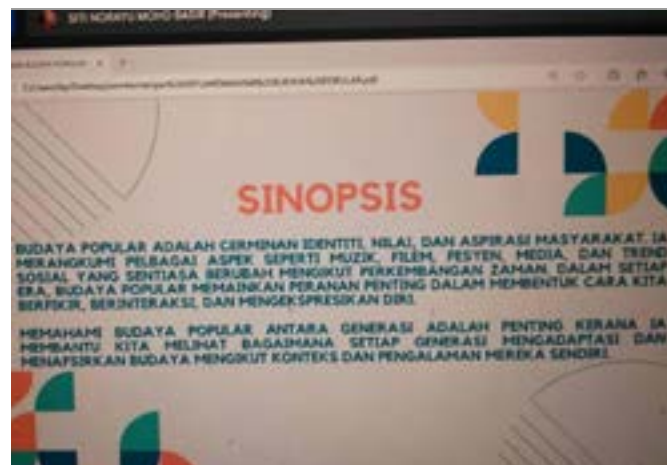 SITI NORAYU MOHD BASIR (Presenting)
SINOPSIS
BUDAYA POPULAR ADALAH CERMINAN IDENTITI, NILAI, DAN ASPIRASI MASYARAKAT. IA
MERANGKUMI PELBAGAI ASPEK SEPERTI MUZIK, FILEM, FESYEN, MEDIA, DAN TREND
SOSIAL YANG SENTIASA BERUBAH MENGIKUT PERKEMBANGAN ZAMAN. DALAM SETIAP
ERA, BUDAYA POPULAR MEMAINKAN PERANAN PENTING DALAM MEMBENTUK CARA KITA
BERFIKIR, BERINTERAKSI, DAN MENGEKSPRESIKAN DIRI.
MEMAHAMI BUDAYA POPULAR ANTARA GENERASI ADALAH PENTING KERANA IA
MEMBANTU KITA MELIHAT BAGAIMANA SETIAP GENERASI MENGADAPTASI DAN
MENAFSIRKAN BUDAYA MENGIKUT KONTEKS DAN PENGALAMAN MEREKA SENDIRI.